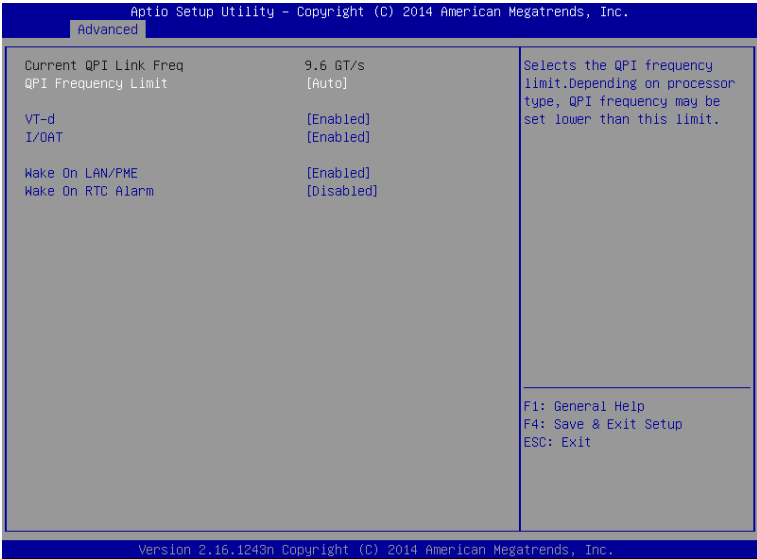 Aptio Setup Utility – Copyright (C) 2014 American Megatrends, Inc.
Advanced
Current QPI Link Freq 9.6 GT/s
QPI Frequency Limit [Auto]
VT-d [Enabled]
I/OAT [Enabled]
Wake On LAN/PME [Enabled]
Wake On RTC Alarm [Disabled]
Selects the QPI frequency
limit.Depending on processor
type, QPI frequency may be
set lower than this limit.
F1: General Help
F4: Save & Exit Setup
ESC: Exit
Version 2.16.1243n Copyright (C) 2014 American Megatrends, Inc.